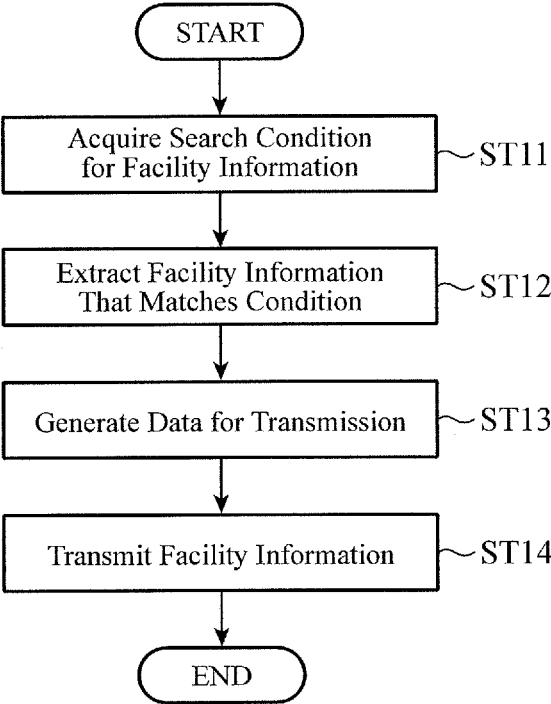 START
Acquire Search Condition
for Facility Information
ST11
Extract Facility Information
That Matches Condition
ST12
Generate Data for Transmission
ST13
Transmit Facility Information
ST14
END